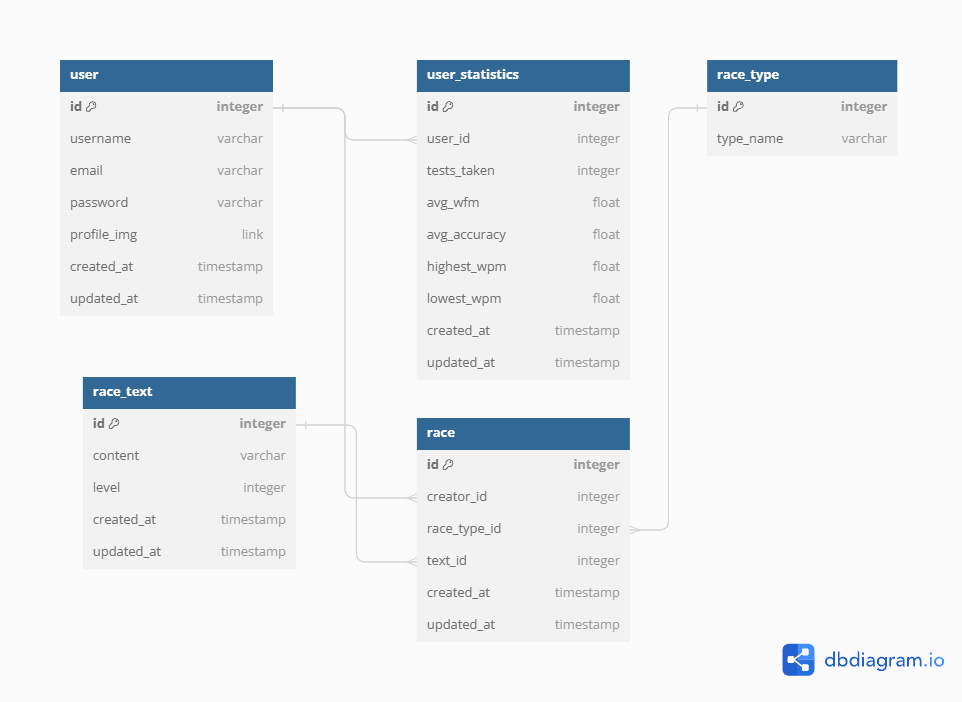 user
id integer
username varchar
email varchar
password varchar
profile_img link
created_at timestamp
updated_at timestamp
user_statistics
id integer
user_id integer
tests_taken integer
avg_wfm float
avg_accuracy float
highest_wpm float
lowest_wpm float
created_at timestamp
updated_at timestamp
race_type
id integer
type_name varchar
race_text
id integer
content varchar
level integer
created_at timestamp
updated_at timestamp
race
id integer
creator_id integer
race_type_id integer
text_id integer
created_at timestamp
updated_at timestamp
dbdiagram.io